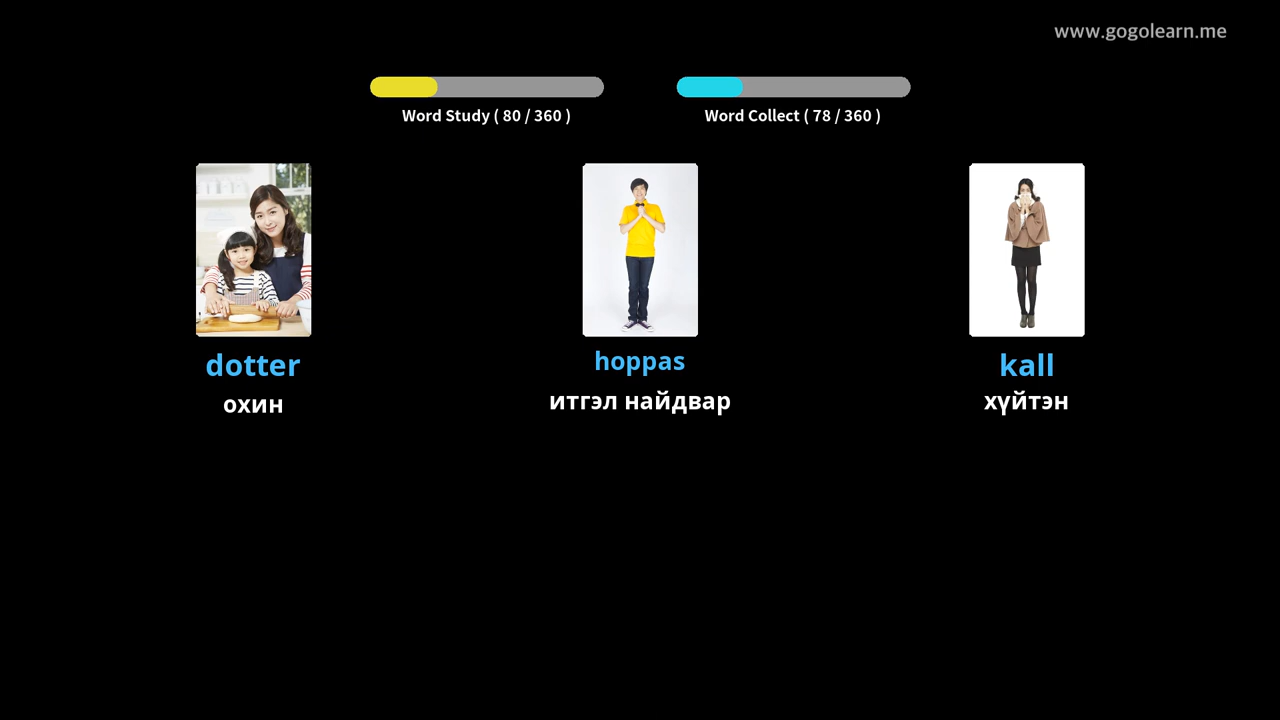 www.gogolearn.me
Word Study ( 80 / 360 )
Word Collect ( 78 / 360 )
dotter
охин
hoppas
итгэл найдвар
kall
хүйтэн